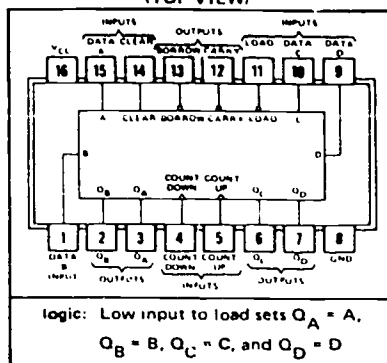 (TOP VIEW)
INPUTS OUTPUTS INPUTS
DATA CLEAR BORROW CARRY LOAD DATA DATA
VCC A C D
16 15 14 13 12 11 10 9
A CLEAR BORROW CARRY LOAD C
B D
COUNT COUNT
QB QA DOWN UP QC QD
1 2 3 4 5 6 7 8
DATA QB QA COUNT COUNT QC QD GND
B DOWN UP
INPUT OUTPUTS INPUTS OUTPUTS
logic: Low input to load sets QA = A,
QB = B, QC = C, and QD = D